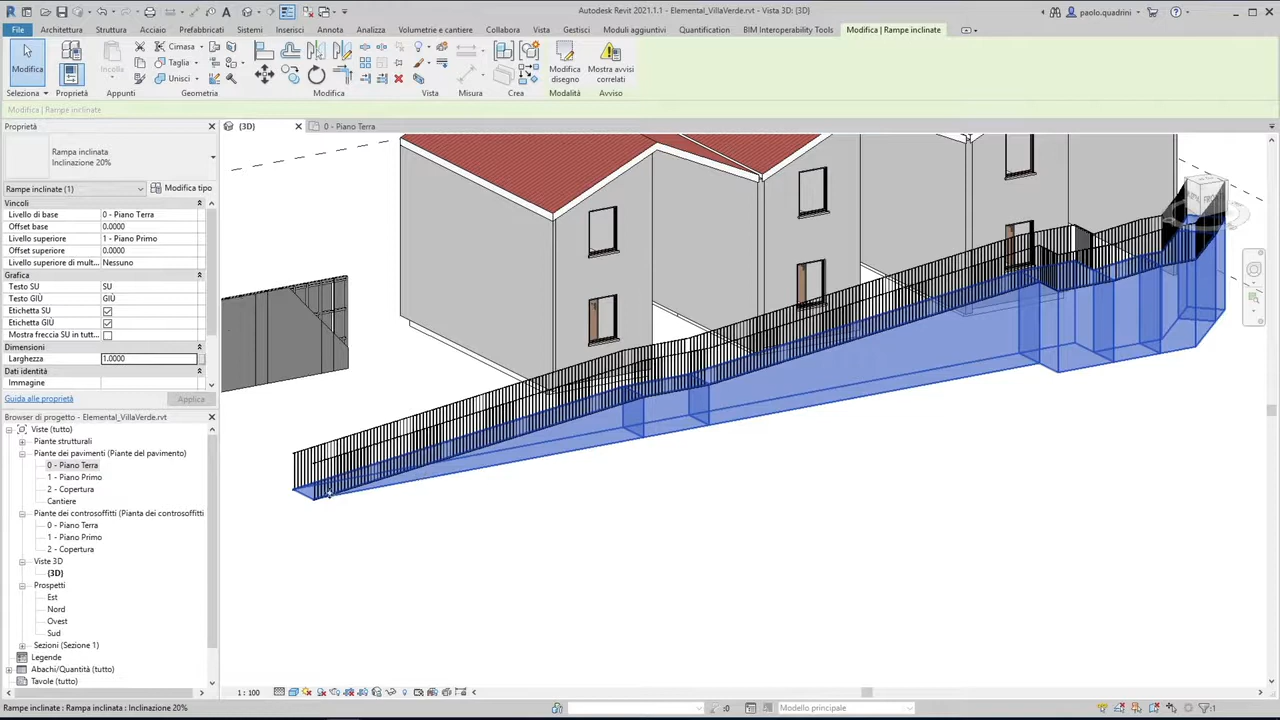 Autodesk Revit 2021.1.1 - Elemental_VillaVerde.rvt - Vista 3D: {3D}
paolo.quadrini
File Architettura Struttura Acciaio Prefabbricati Sistemi Inserisci Annota Analizza Volumetrie e cantiere Collabora Vista Gestisci Moduli aggiuntivi Quantification BIM Interoperability Tools Modifica | Rampe inclinate
Cimasa
Taglia
Unisci
Modifica
Incolla
Modifica disegno
Mostra avvisi correlati
Seleziona Proprietà Appunti Geometria Modifica Vista Misura Crea Modalità Avviso
Modifica | Rampe inclinate
Proprietà
{3D}
0 - Piano Terra
Rampa inclinata
Inclinazione 20%
Rampe inclinate (1)
Modifica tipo
Vincoli
Livello di base 0 - Piano Terra
Offset base 0.0000
Livello superiore 1 - Piano Primo
Offset superiore 0.0000
Livello superiore di mult... Nessuno
Grafica
Testo SU SU
Testo GIÙ GIÙ
Etichetta SU
Etichetta GIÙ
Mostra freccia SU in tutt...
Dimensioni
Larghezza 1.0000
Dati identità
Immagine
Guida alle proprietà
Applica
Browser di progetto - Elemental_VillaVerde.rvt
Viste (tutto)
Piante strutturali
Piante dei pavimenti (Piante del pavimento)
0 - Piano Terra
1 - Piano Primo
2 - Copertura
Cantiere
Piante dei controsoffitti (Pianta dei controsoffitti
0 - Piano Terra
1 - Piano Primo
2 - Copertura
Viste 3D
{3D}
Prospetti
Est
Nord
Ovest
Sud
Sezioni (Sezione 1)
Legende
Abachi/Quantità (tutto)
Tavole (tutto)
1 : 100
Rampe inclinate : Rampa inclinata : Inclinazione 20%
:0
Modello principale
:1